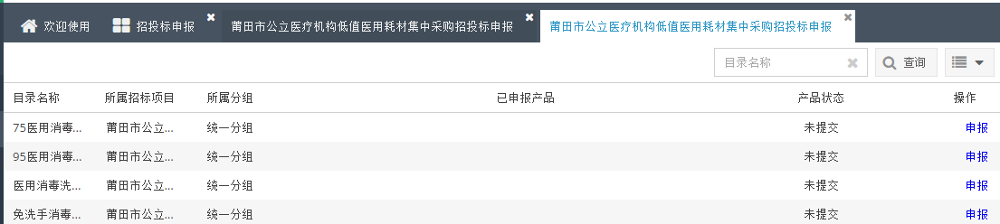 欢迎使用 招投标申报 莆田市公立医疗机构低值医用耗材集中采购招投标申报 莆田市公立医疗机构低值医用耗材集中采购招投标申报
目录名称 查询
目录名称 所属招标项目 所属分组 已申报产品 产品状态 操作
75医用消毒... 莆田市公立... 统一分组 未提交 申报
95医用消毒... 莆田市公立... 统一分组 未提交 申报
医用消毒洗... 莆田市公立... 统一分组 未提交 申报
免洗手消毒... 莆田市公立... 统一分组 未提交 申报